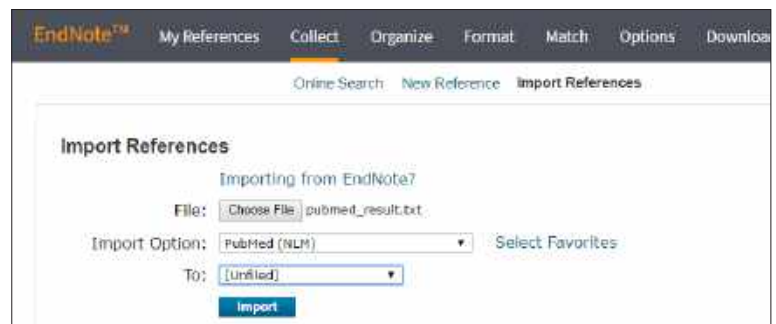 EndNote™ My References Collect Organize Format Match Options Downloa
Online Search New Reference Import References
Import References
Importing from EndNote?
File: Choose File pubmed_result.txt
Import Option: PubMed (NLM) Select Favorites
To: [Unfiled]
Import